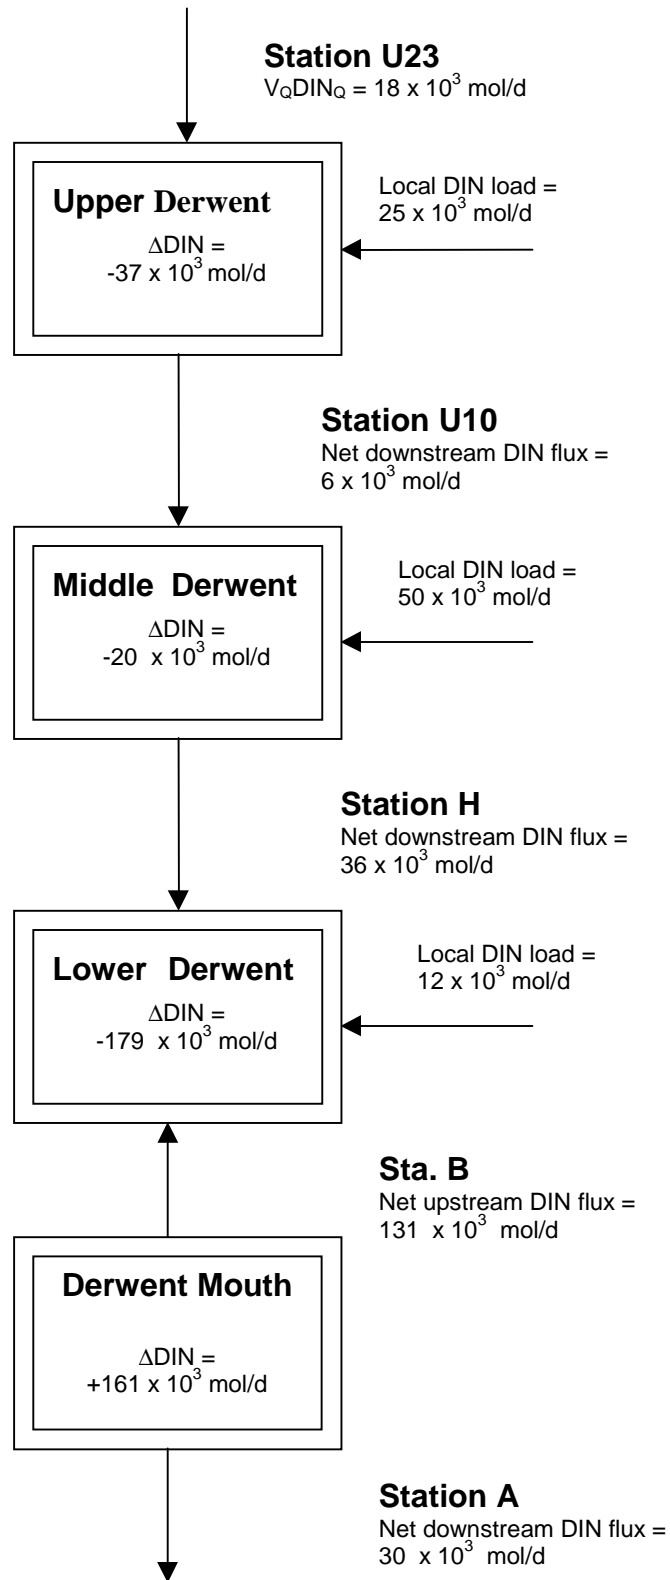 Station U23
V_QDIN_Q = 18 x 10³ mol/d
Upper Derwent
ΔDIN =
-37 x 10³ mol/d
Local DIN load =
25 x 10³ mol/d
Station U10
Net downstream DIN flux =
6 x 10³ mol/d
Middle Derwent
ΔDIN =
-20 x 10³ mol/d
Local DIN load =
50 x 10³ mol/d
Station H
Net downstream DIN flux =
36 x 10³ mol/d
Lower Derwent
ΔDIN =
-179 x 10³ mol/d
Local DIN load =
12 x 10³ mol/d
Sta. B
Net upstream DIN flux =
131 x 10³ mol/d
Derwent Mouth
ΔDIN =
+161 x 10³ mol/d
Station A
Net downstream DIN flux =
30 x 10³ mol/d